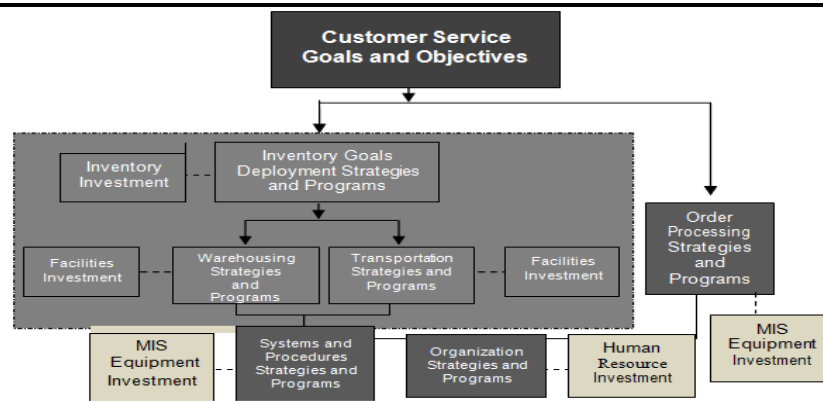 Customer Service
Goals and Objectives
Inventory
Investment
Inventory Goals
Deployment Strategies
and Programs
Order
Processing
Strategies
and
Programs
Facilities
Investment
Warehousing
Strategies
and
Programs
Transportation
Strategies and
Programs
Facilities
Investment
MIS
Equipment
Investment
Systems and
Procedures
Strategies and
Programs
Organization
Strategies and
Programs
Human
Resource
Investment
MIS
Equipment
Investment